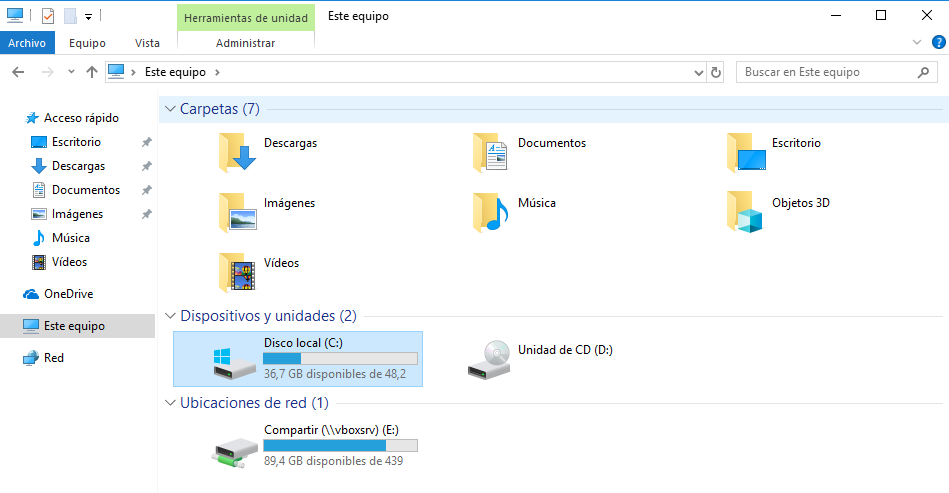 Herramientas de unidad
Este equipo
Archivo
Equipo
Vista
Administrar
Este equipo
Buscar en Este equipo
Acceso rápido
Escritorio
Descargas
Documentos
Imágenes
Música
Vídeos
OneDrive
Este equipo
Red
Carpetas (7)
Descargas
Documentos
Escritorio
Imágenes
Música
Objetos 3D
Vídeos
Dispositivos y unidades (2)
Disco local (C:)
36,7 GB disponibles de 48,2
Unidad de CD (D:)
Ubicaciones de red (1)
Compartir (\\vboxsrv) (E:)
89,4 GB disponibles de 439